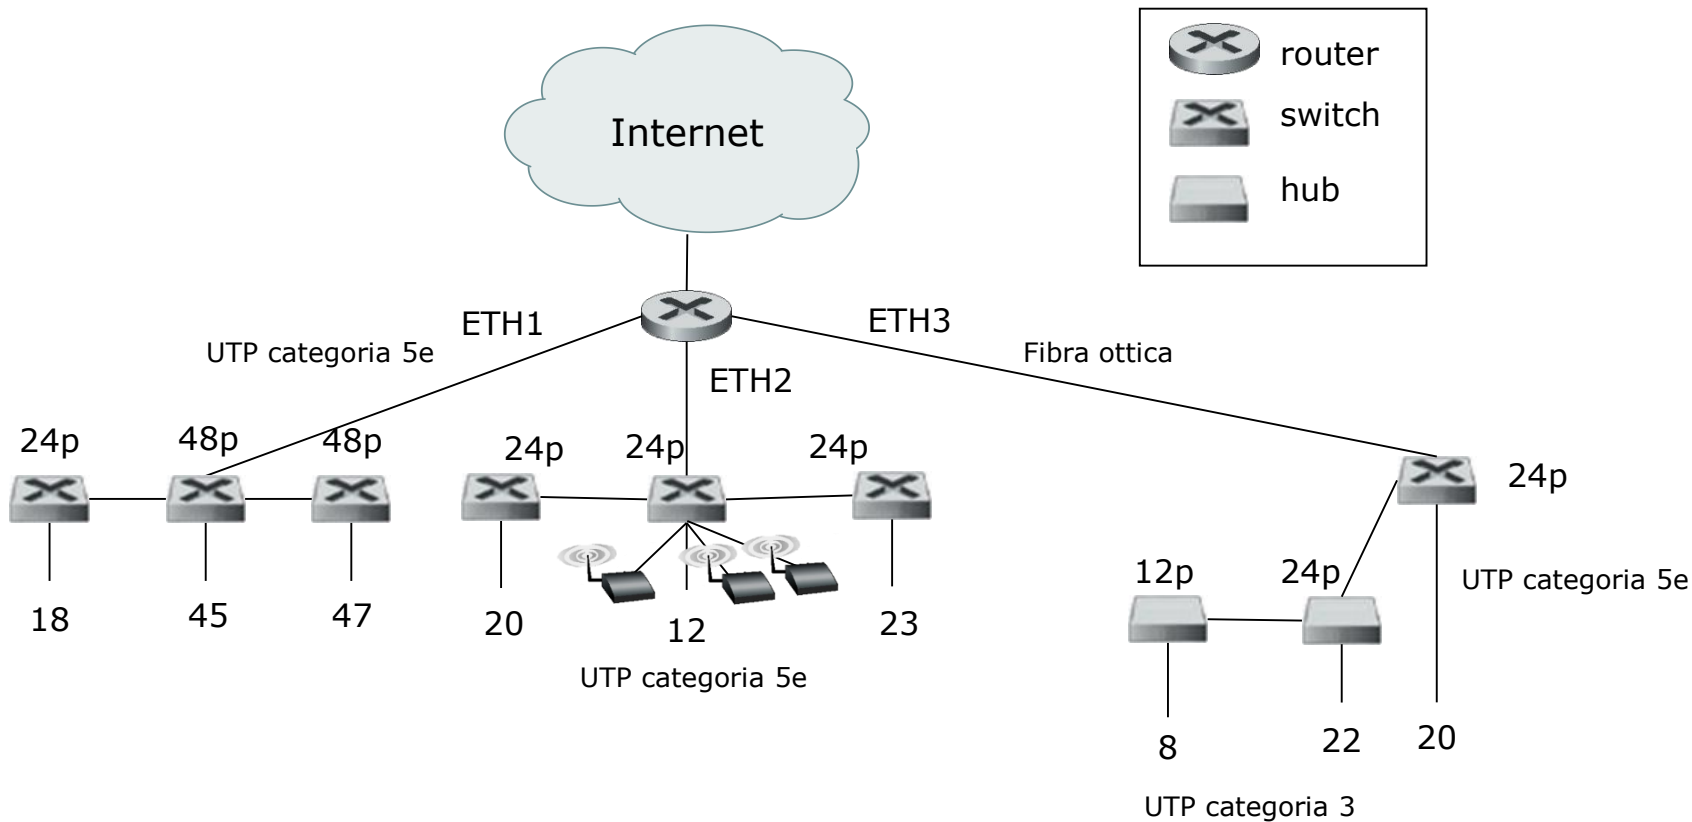 router
switch
hub
Internet
ETH1
ETH3
UTP categoria 5e
Fibra ottica
ETH2
24p
48p
48p
24p
24p
24p
24p
12p
24p
UTP categoria 5e
18
45
47
20
12
23
UTP categoria 5e
8
22
20
UTP categoria 3